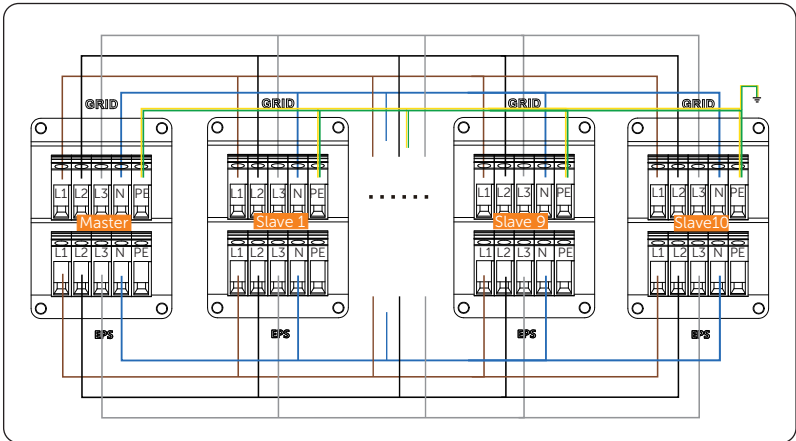 GRID GRID GRID GRID
L1 L2 L3 N PE L1 L2 L3 N PE L1 L2 L3 N PE L1 L2 L3 N PE
Master Slave 1 Slave 9 Slave10
L1 L2 L3 N PE L1 L2 L3 N PE L1 L2 L3 N PE L1 L2 L3 N PE
EPS EPS EPS EPS